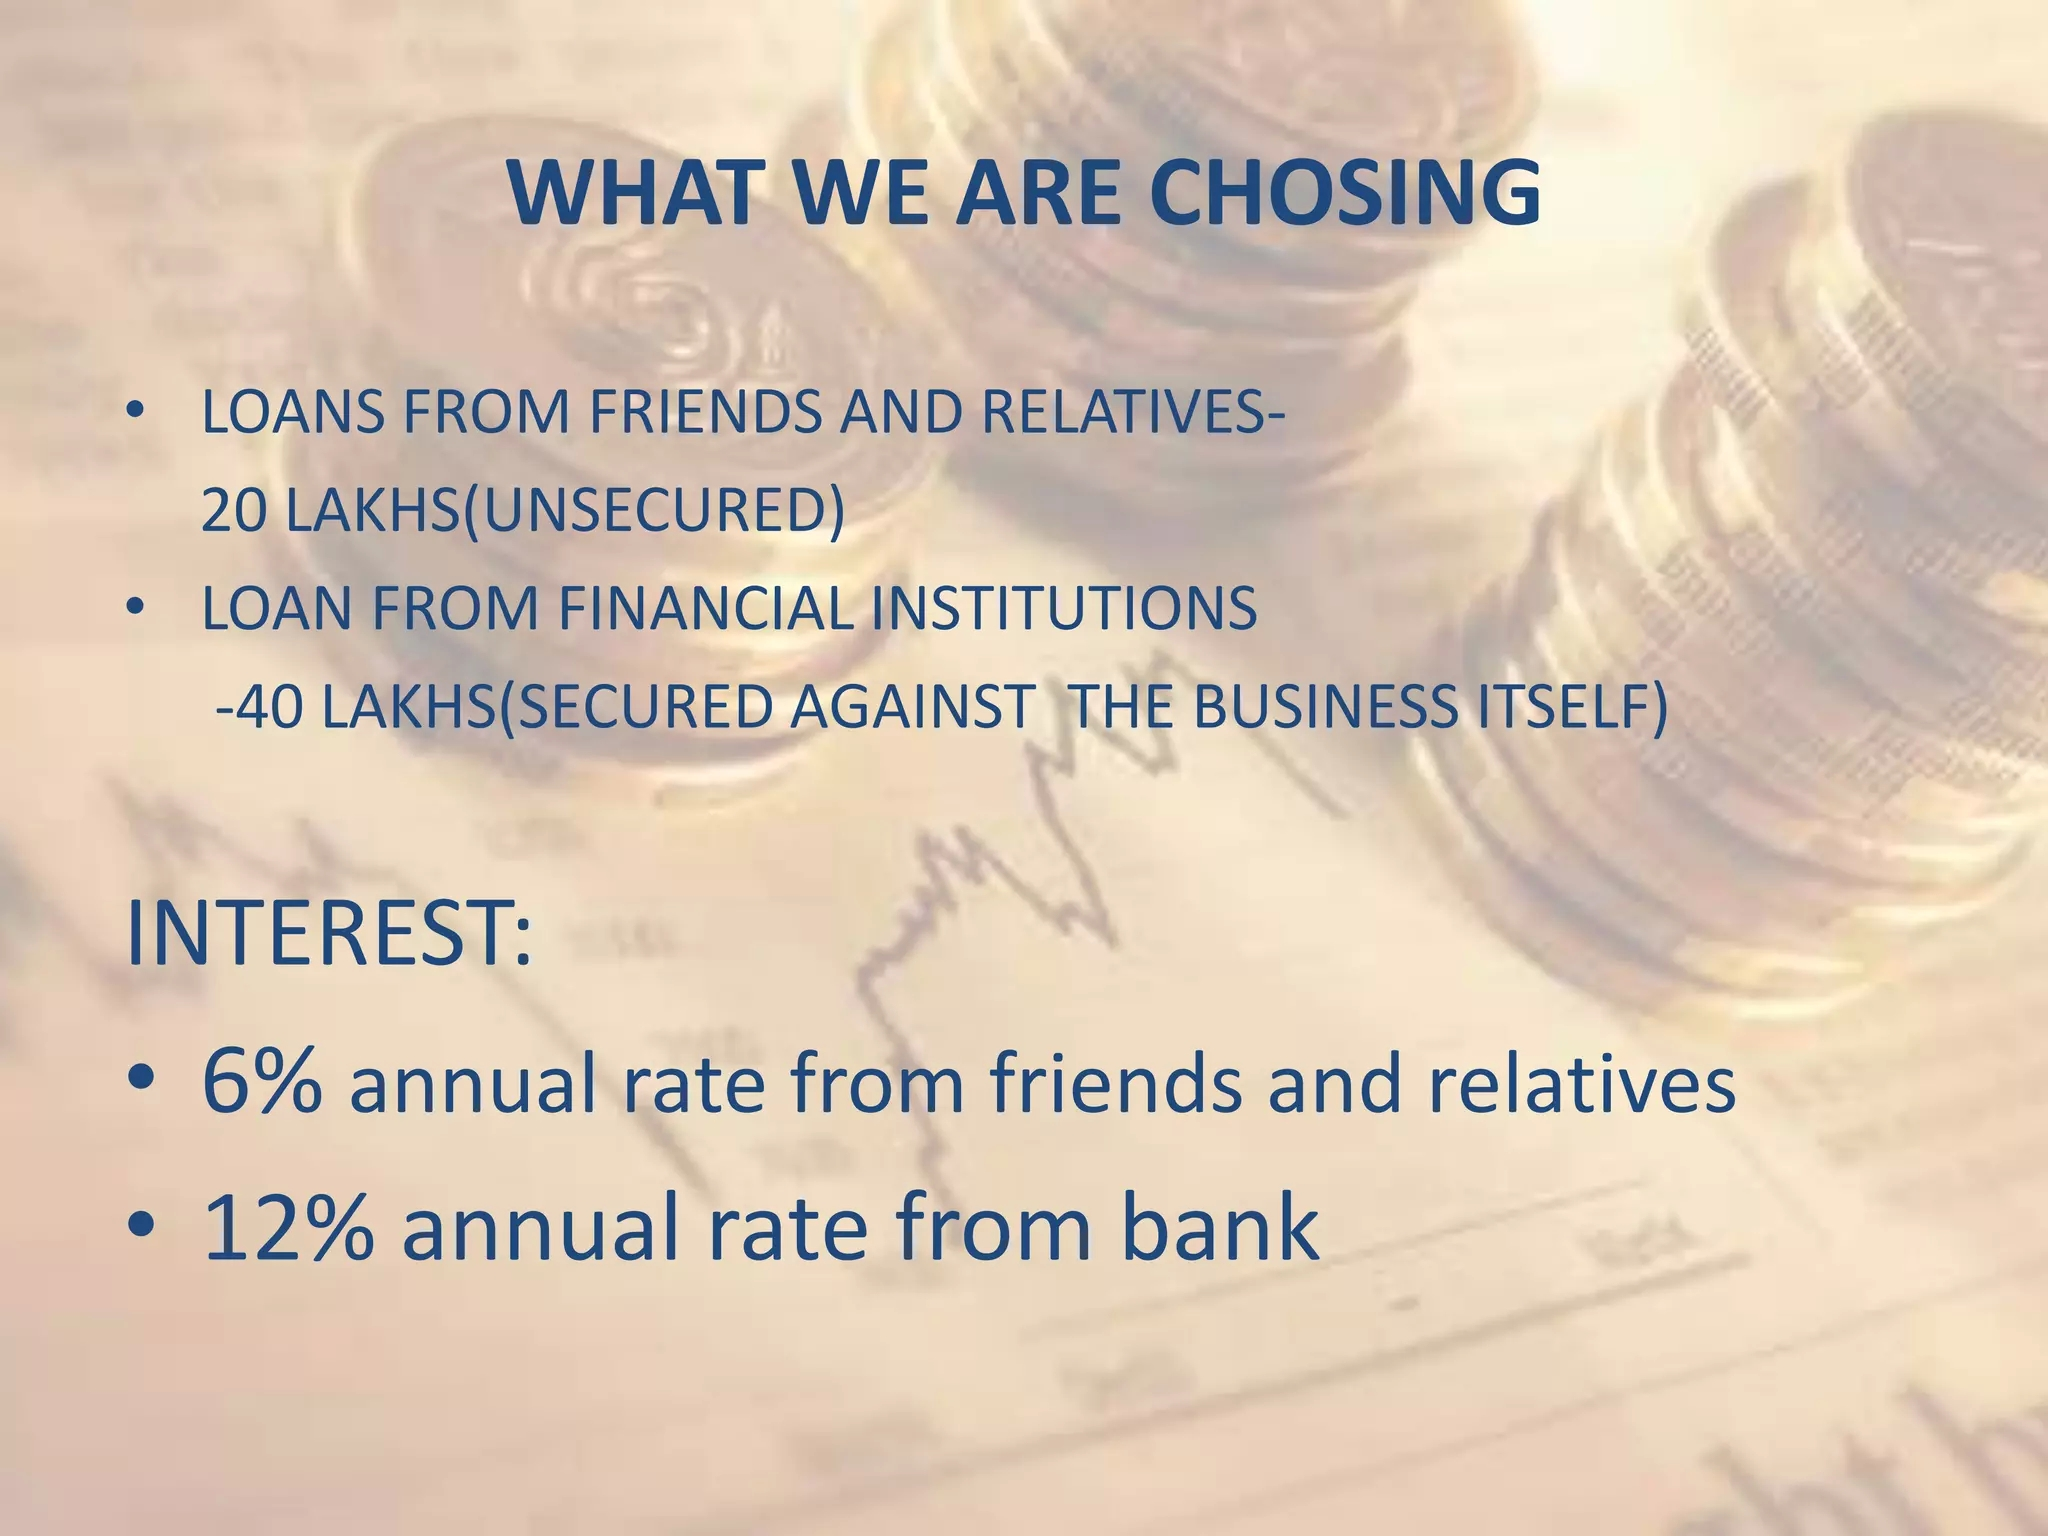 WHAT WE ARE CHOSING
• LOANS FROM FRIENDS AND RELATIVES-
20 LAKHS(UNSECURED)
• LOAN FROM FINANCIAL INSTITUTIONS
-40 LAKHS(SECURED AGAINST  THE BUSINESS ITSELF)
INTEREST:
• 6% annual rate from friends and relatives
• 12% annual rate from bank